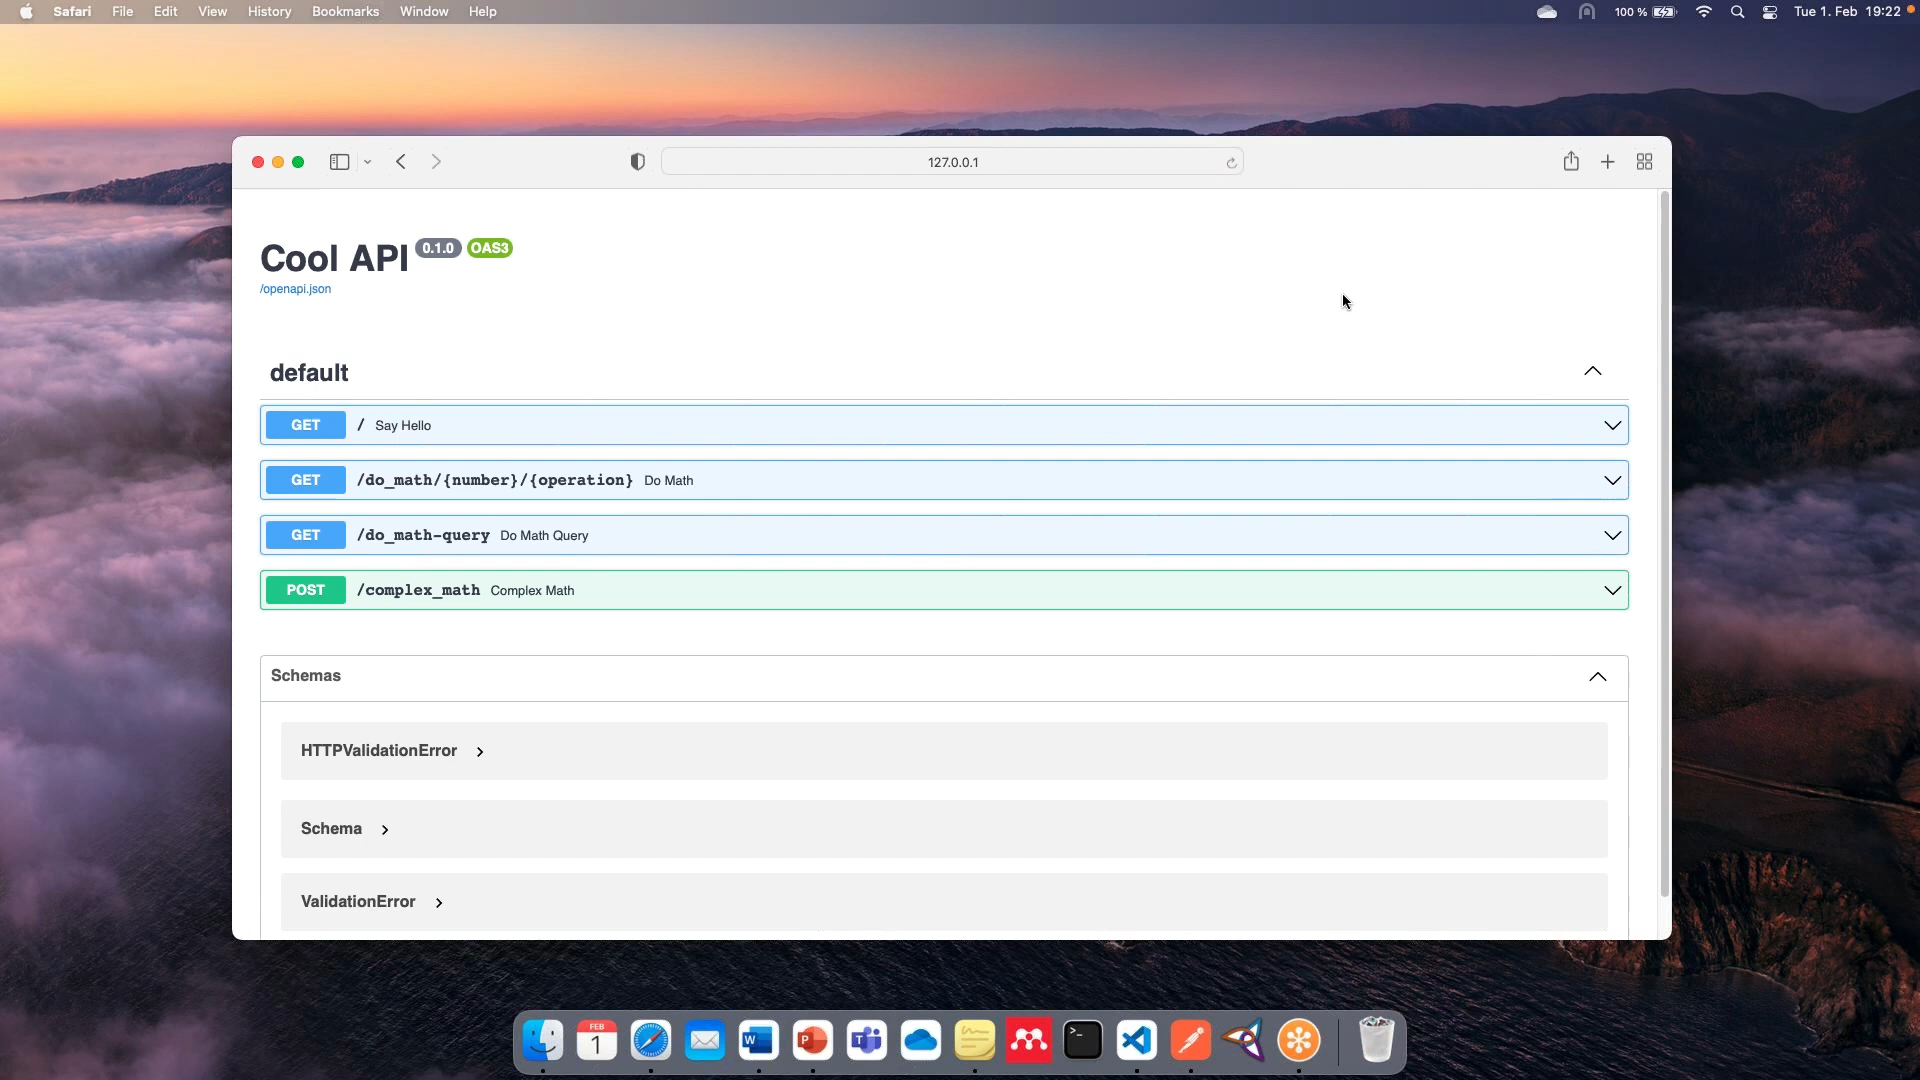 Safari File Edit View History Bookmarks Window Help 100 % Tue 1. Feb 19:22
127.0.0.1
Cool API 0.1.0 OAS3
/openapi.json
default
GET / Say Hello
GET /do_math/{number}/{operation} Do Math
GET /do_math-query Do Math Query
POST /complex_math Complex Math
Schemas
HTTPValidationError
Schema
ValidationError
FEB
1
W
P
T
>_